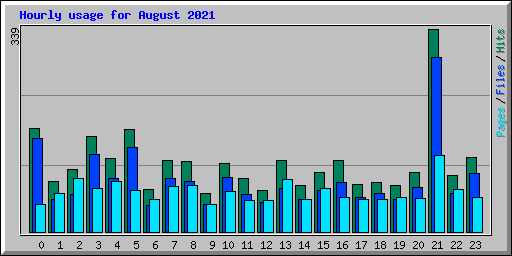 Hourly usage for August 2021
339
Pages / Files / Hits
0 1 2 3 4 5 6 7 8 9 10 11 12 13 14 15 16 17 18 19 20 21 22 23